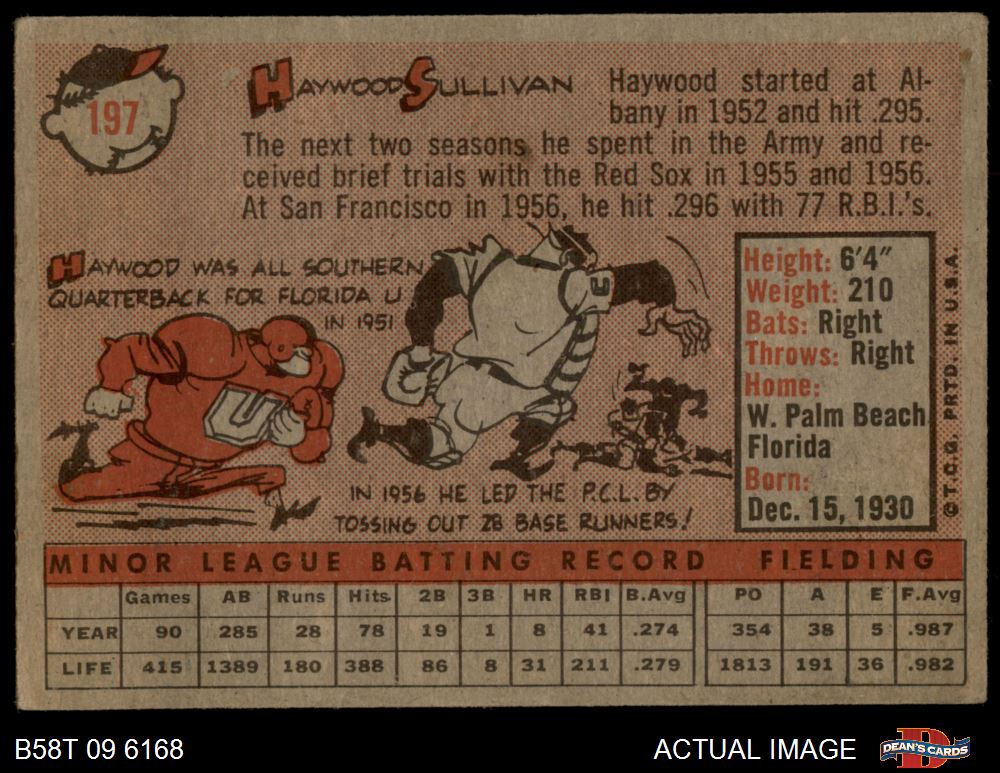 197
HAYWOOD SULLIVAN
Haywood started at Al-
bany in 1952 and hit .295.
The next two seasons he spent in the Army and re-
ceived brief trials with the Red Sox in 1955 and 1956.
At San Francisco in 1956, he hit .296 with 77 R.B.I.'s.
HAYWOOD WAS ALL SOUTHERN
QUARTERBACK FOR FLORIDA U
IN 1951
U
IN 1956 HE LED THE P.C.L. BY
TOSSING OUT 28 BASE RUNNERS!
Height: 6'4"
Weight: 210
Bats: Right
Throws: Right
Home:
W. Palm Beach
Florida
Born:
Dec. 15, 1930
© T.C.G. PRTD. IN U.S.A.
MINOR LEAGUE BATTING RECORD FIELDING
Games AB Runs Hits 2B 3B HR RBI B.Avg PO A E F.Avg
YEAR 90 285 28 78 19 1 8 41 .274 354 38 5 .987
LIFE 415 1389 180 388 86 8 31 211 .279 1813 191 36 .982
B58T 09 6168 ACTUAL IMAGE DEAN'S CARDS